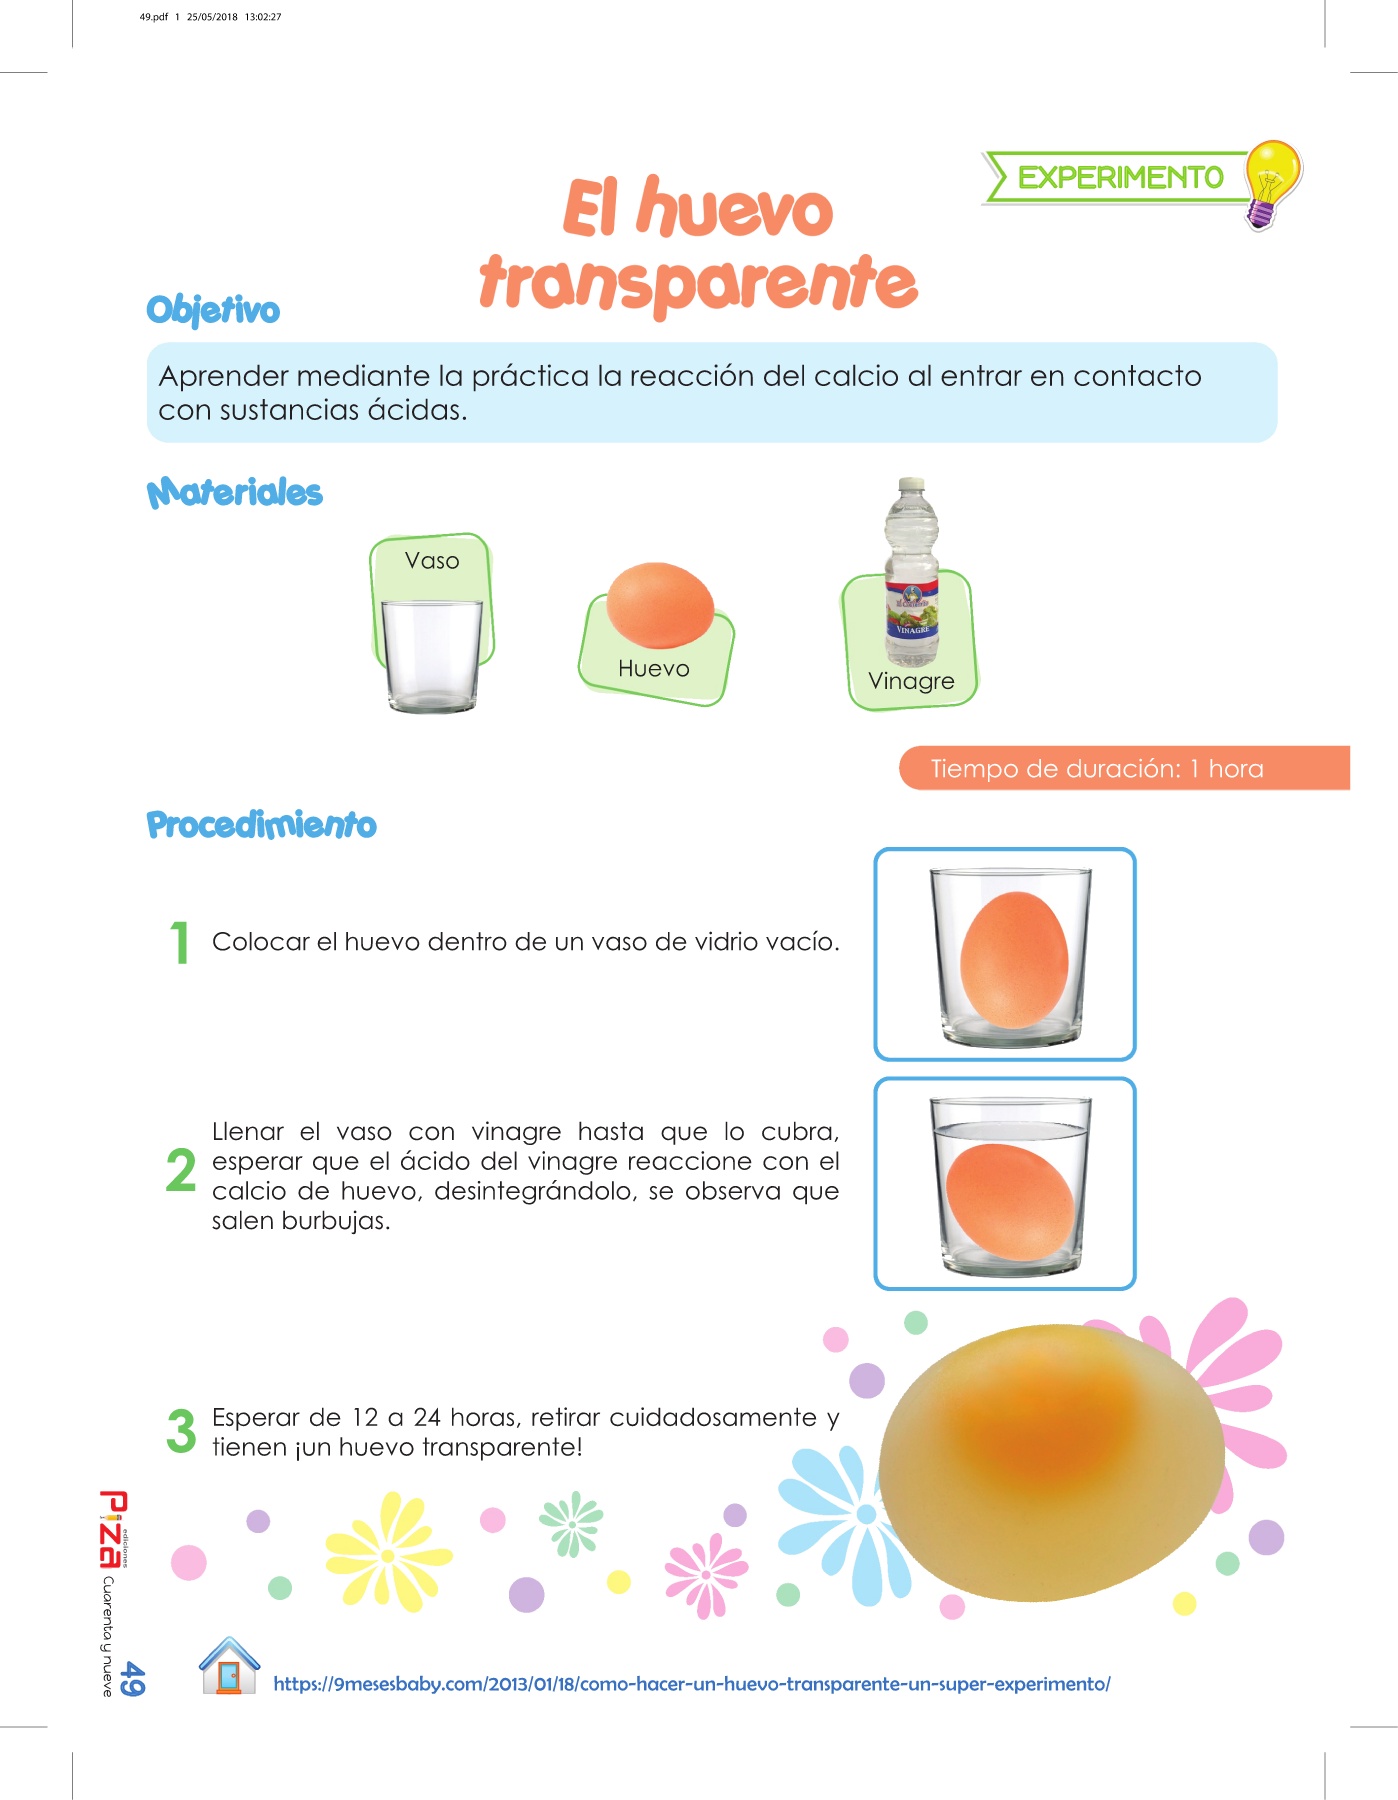 49.pdf 1 25/05/2018 13:02:27
EXPERIMENTO
El huevo
transparente
Objetivo
Aprender mediante la práctica la reacción del calcio al entrar en contacto
con sustancias ácidas.
Materiales
Vaso
Huevo
VINAGRE
Vinagre
Tiempo de duración: 1 hora
Procedimiento
1 Colocar el huevo dentro de un vaso de vidrio vacío.
2 Llenar el vaso con vinagre hasta que lo cubra,
esperar que el ácido del vinagre reaccione con el
calcio de huevo, desintegrándolo, se observa que
salen burbujas.
3 Esperar de 12 a 24 horas, retirar cuidadosamente y
tienen ¡un huevo transparente!
Piza
ediciones
Cuarenta y nueve
49
https://9mesesbaby.com/2013/01/18/como-hacer-un-huevo-transparente-un-super-experimento/